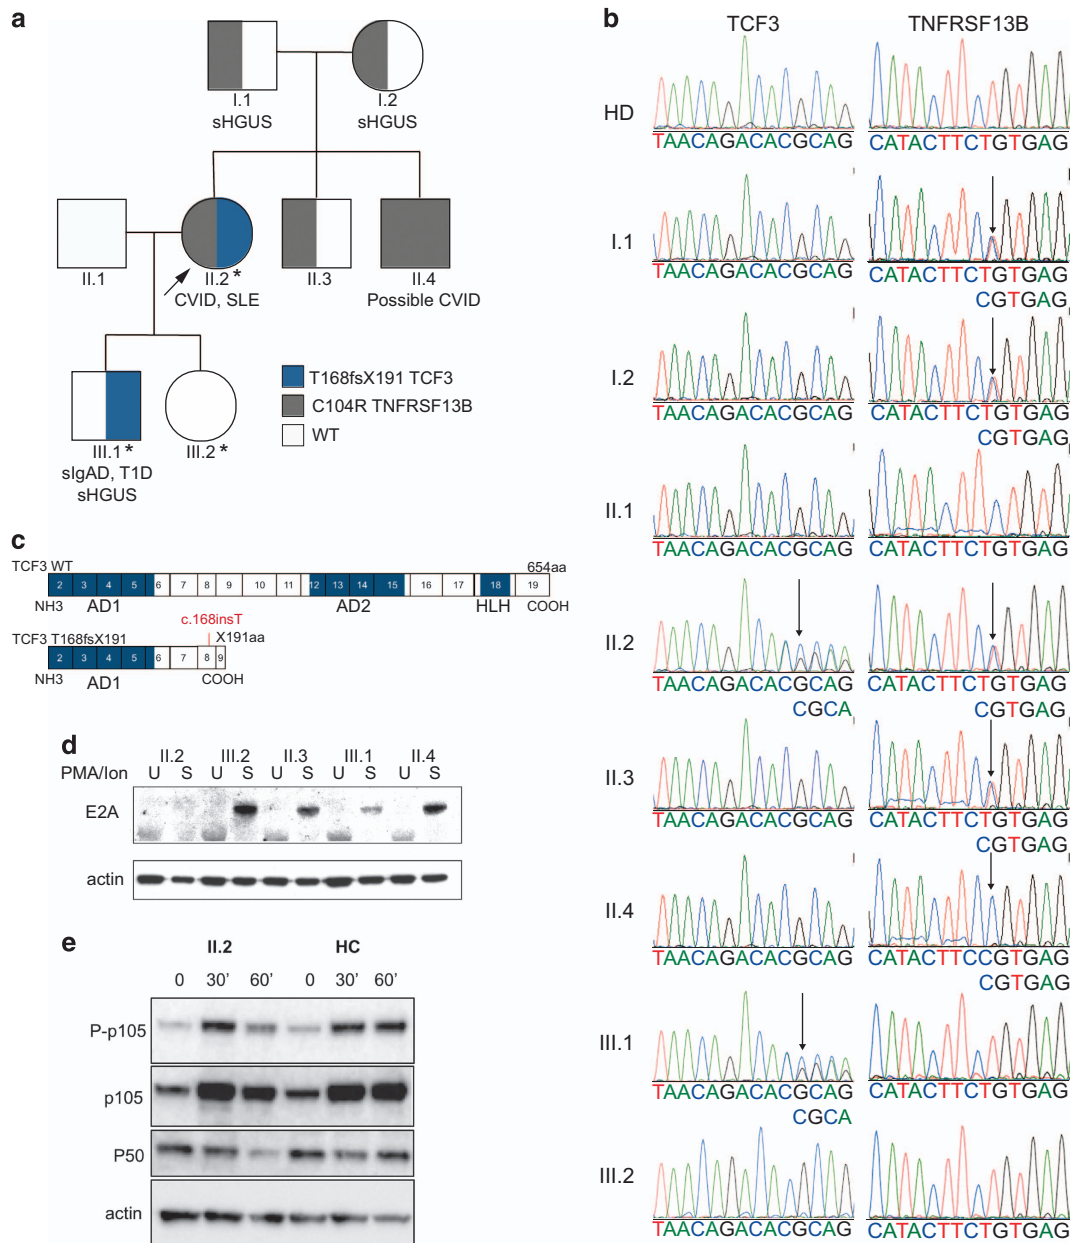 a
I.1
I.2
sHGUS
sHGUS
II.1
II.2 *
II.3
II.4
CVID, SLE
Possible CVID
III.1 *
III.2 *
sIgAD, T1D
sHGUS
T168fsX191 TCF3
C104R TNFRSF13B
WT
b
TCF3
TNFRSF13B
HD
TAACAGACACGCAG
CATACTTCTGTGAG
I.1
TAACAGACACGCAG
CATACTTCTGTGAG
CGTGAG
I.2
TAACAGACACGCAG
CATACTTCTGTGAG
CGTGAG
II.1
TAACAGACACGCAG
CATACTTCTGTGAG
II.2
TAACAGACACGCAG
CATACTTCTGTGAG
CGCA
CGTGAG
II.3
TAACAGACACGCAG
CATACTTCTGTGAG
CGTGAG
II.4
TAACAGACACGCAG
CATACTTCCGTGAG
CGTGAG
III.1
TAACAGACACGCAG
CATACTTCTGTGAG
CGCA
III.2
TAACAGACACGCAG
CATACTTCTGTGAG
c
TCF3 WT
654aa
2 3 4 5 6 7 8 9 10 11 12 13 14 15 16 17 18 19
NH3
AD1
AD2
HLH
COOH
c.168insT
TCF3 T168fsX191
X191aa
2 3 4 5 6 7 8 9
NH3
AD1
COOH
d
II.2 III.2 II.3 III.1 II.4
PMA/Ion U S U S U S U S U S
E2A
actin
e
II.2 HC
0 30' 60' 0 30' 60'
P-p105
p105
P50
actin